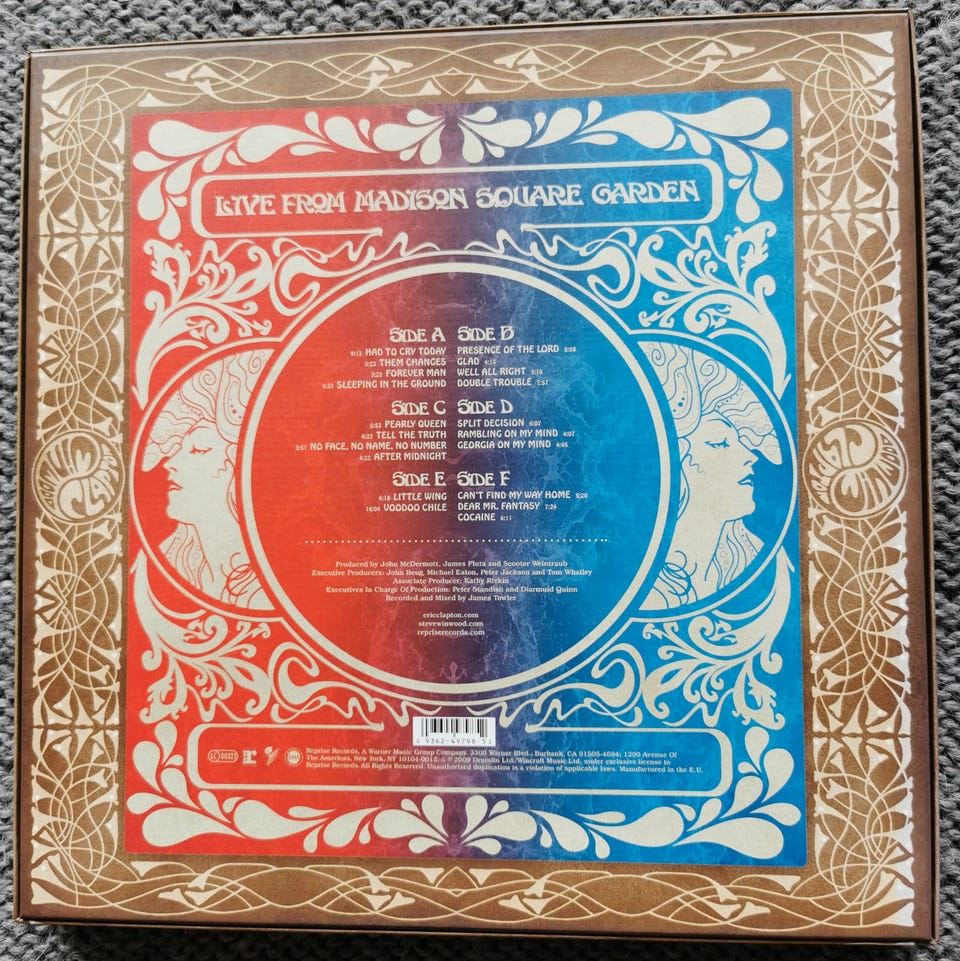 LIVE FROM MADISON SQUARE GARDEN
SIDE A
9:13 HAD TO CRY TODAY
5:23 THEM CHANGES
3:22 FOREVER MAN
4:35 SLEEPING IN THE GROUND
SIDE B
PRESENCE OF THE LORD 5:08
GLAD 4:13
WELL ALL RIGHT 5:10
DOUBLE TROUBLE 7:57
SIDE C
5:53 PEARLY QUEEN
6:22 TELL THE TRUTH
3:51 NO FACE, NO NAME, NO NUMBER
4:22 AFTER MIDNIGHT
SIDE D
SPLIT DECISION 6:07
RAMBLING ON MY MIND 4:07
GEORGIA ON MY MIND 4:05
SIDE E
6:18 LITTLE WING
16:04 VOODOO CHILE
SIDE F
CAN'T FIND MY WAY HOME 5:20
DEAR MR. FANTASY 7:24
COCAINE 6:11
Produced by John McDermott, James Pluta and Scooter Weintraub
Executive Producers: John Beug, Michael Eaton, Peter Jackson and Tom Whalley
Associate Producer: Kathy Rivkin
Executives In Charge Of Production: Peter Standish and Diarmuid Quinn
Recorded and Mixed by James Towler
ericclapton.com
stevewinwood.com
repriserecords.com
0 9362-49798-5
LC 00322
Reprise Records, A Warner Music Group Company. 3300 Warner Blvd., Burbank, CA 91505-4694; 1290 Avenue Of
The Americas, New York, NY 10104-0012. © ℗ 2009 Drumlin Ltd./Wincraft Music Ltd. under exclusive license to
Reprise Records. All Rights Reserved. Unauthorized duplication is a violation of applicable laws. Manufactured in the E.U.